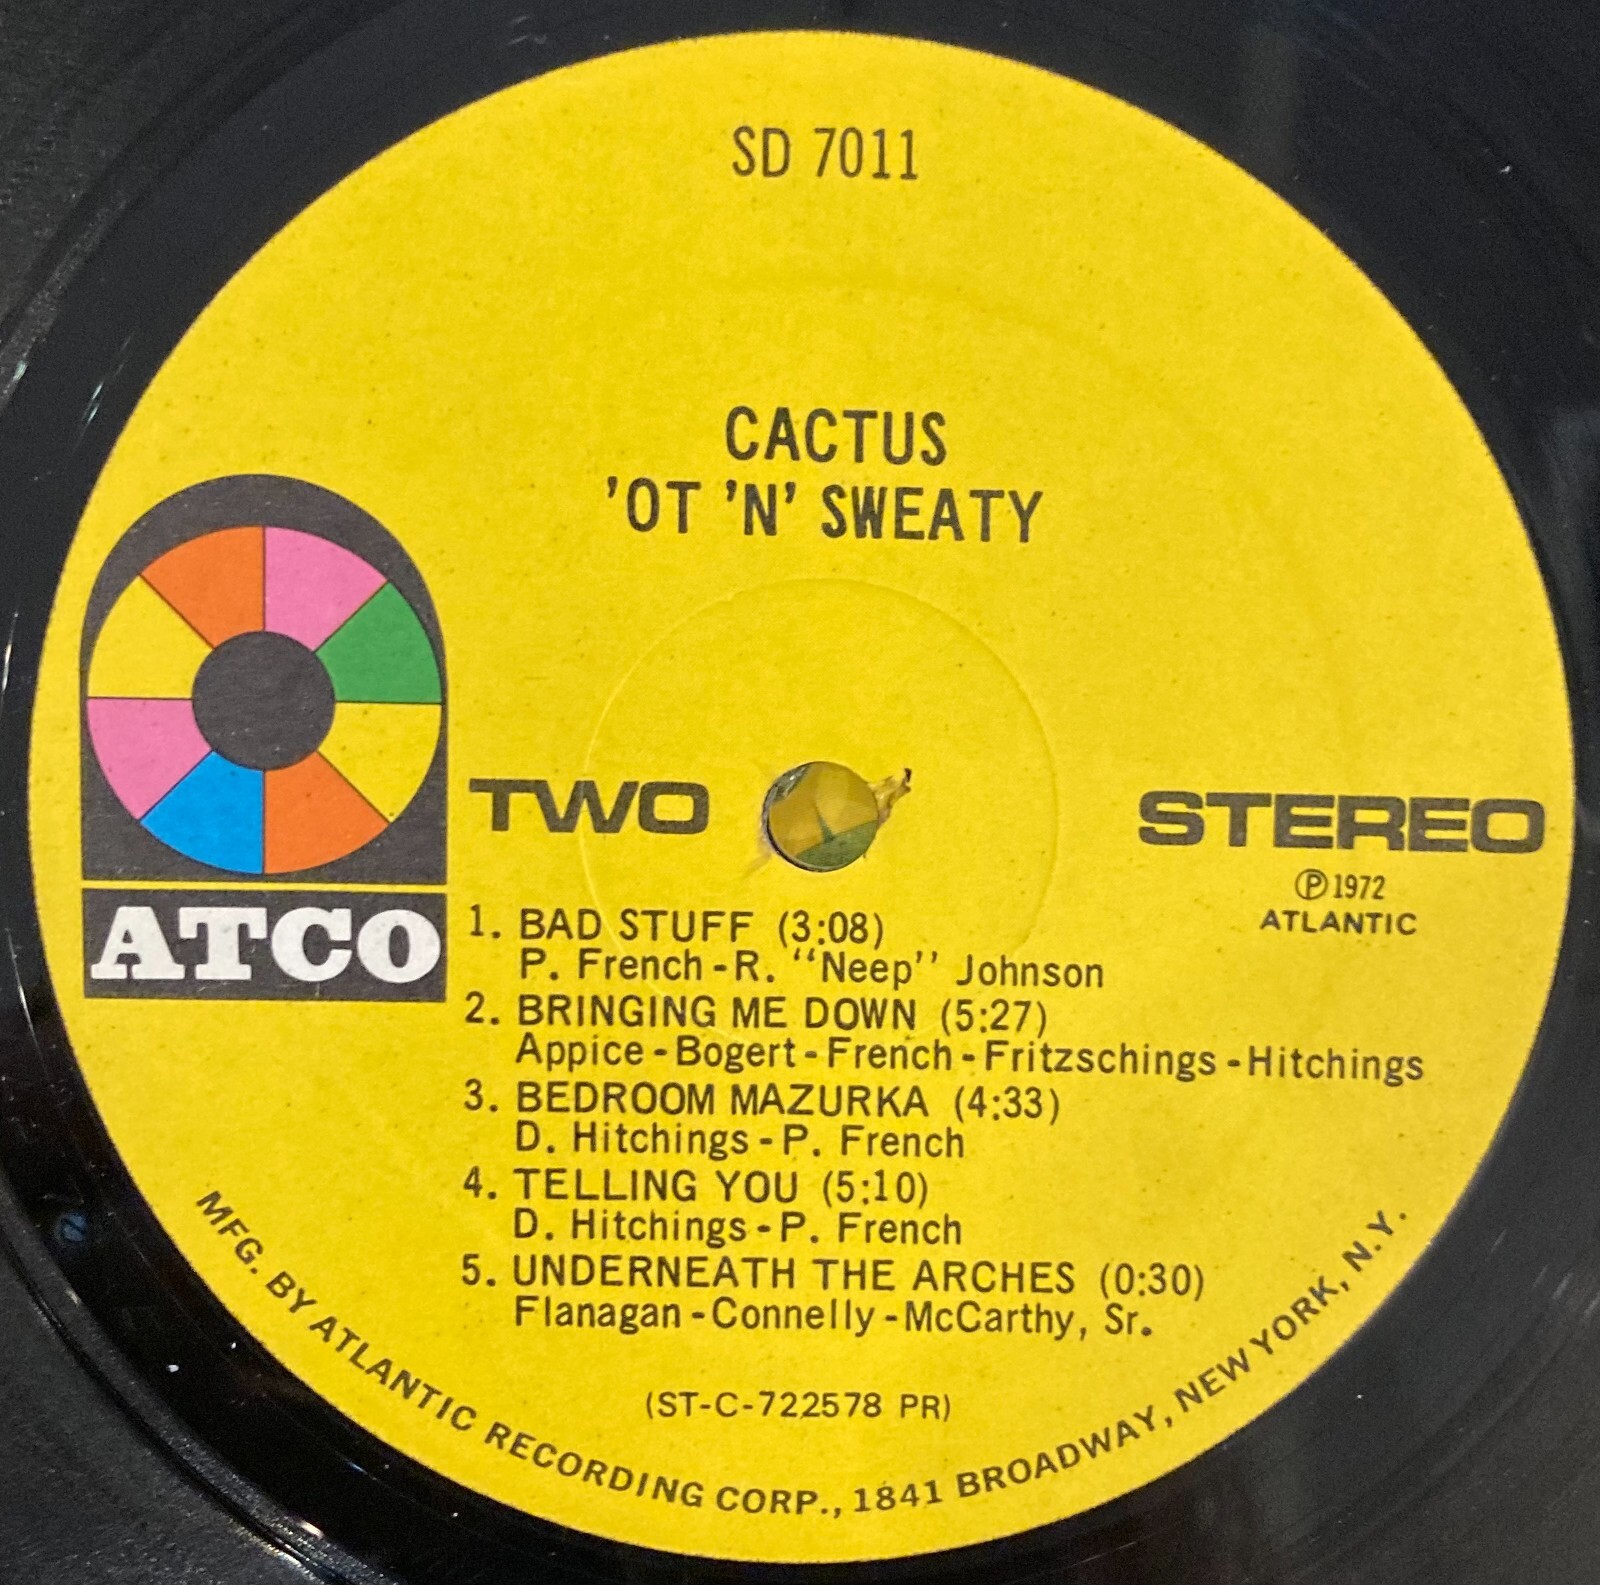 SD 7011
CACTUS
'OT 'N' SWEATY
TWO
STEREO
Ⓟ1972
ATLANTIC
ATCO
1. BAD STUFF (3:08)
P. French-R. "Neep" Johnson
2. BRINGING ME DOWN (5:27)
Appice-Bogert-French-Fritzschings-Hitchings
3. BEDROOM MAZURKA (4:33)
D. Hitchings-P. French
4. TELLING YOU (5:10)
D. Hitchings-P. French
5. UNDERNEATH THE ARCHES (0:30)
Flanagan-Connelly-McCarthy, Sr.
(ST-C-722578 PR)
MFG. BY ATLANTIC RECORDING CORP., 1841 BROADWAY, NEW YORK, N.Y.